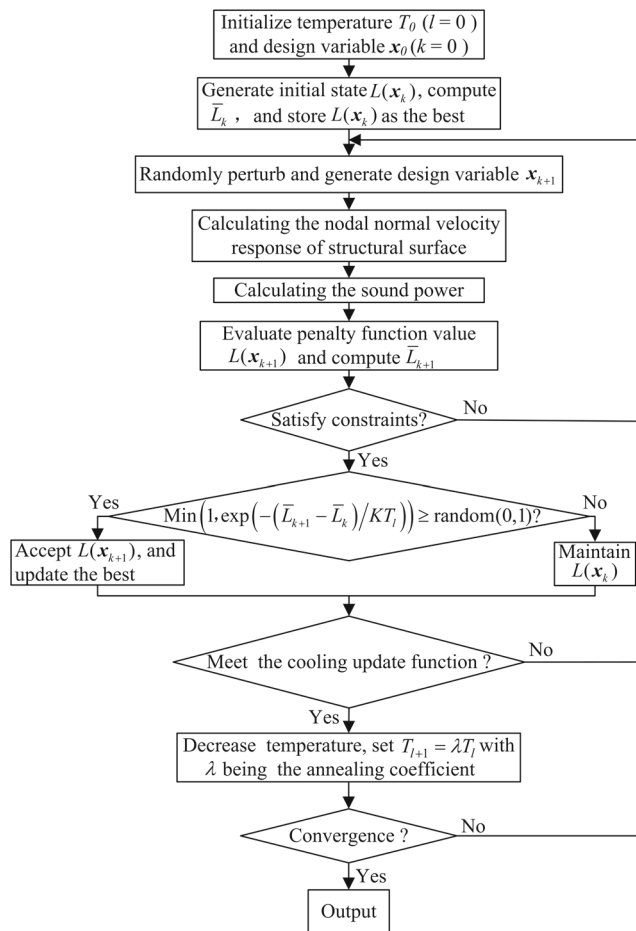 Initialize temperature T₀ (l = 0)
and design variable x₀ (k = 0)
Generate initial state L(xₖ), compute
L̅ₖ , and store L(xₖ) as the best
Randomly perturb and generate design variable xₖ₊₁
Calculating the nodal normal velocity
response of structural surface
Calculating the sound power
Evaluate penalty function value
L(xₖ₊₁) and compute L̅ₖ₊₁
Satisfy constraints?
No
Yes
Yes
Min(1, exp(-(L̅ₖ₊₁ - L̅ₖ)/KTₗ)) ≥ random(0,1)?
No
Accept L(xₖ₊₁), and
update the best
Maintain
L(xₖ)
Meet the cooling update function ?
No
Yes
Decrease temperature, set Tₗ₊₁ = λTₗ with
λ being the annealing coefficient
Convergence ?
No
Yes
Output